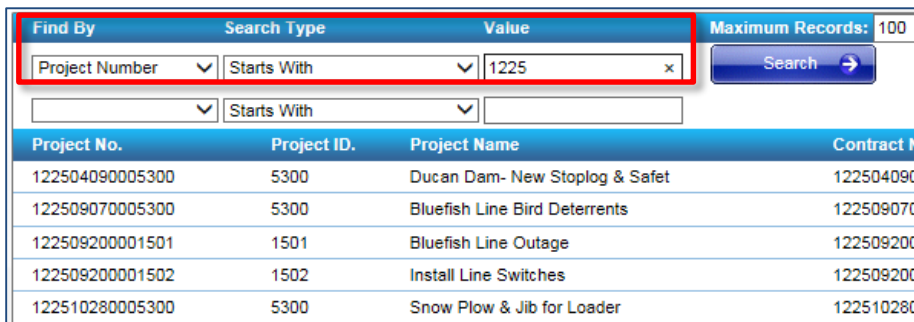 Find By Search Type Value Maximum Records: 100
Project Number Starts With 1225 × Search
Starts With
Project No. Project ID. Project Name Contract
122504090005300 5300 Ducan Dam- New Stoplog & Safet 12250409
122509070005300 5300 Bluefish Line Bird Deterrents 12250907
122509200001501 1501 Bluefish Line Outage 12250920
122509200001502 1502 Install Line Switches 12250920
122510280005300 5300 Snow Plow & Jib for Loader 12251028